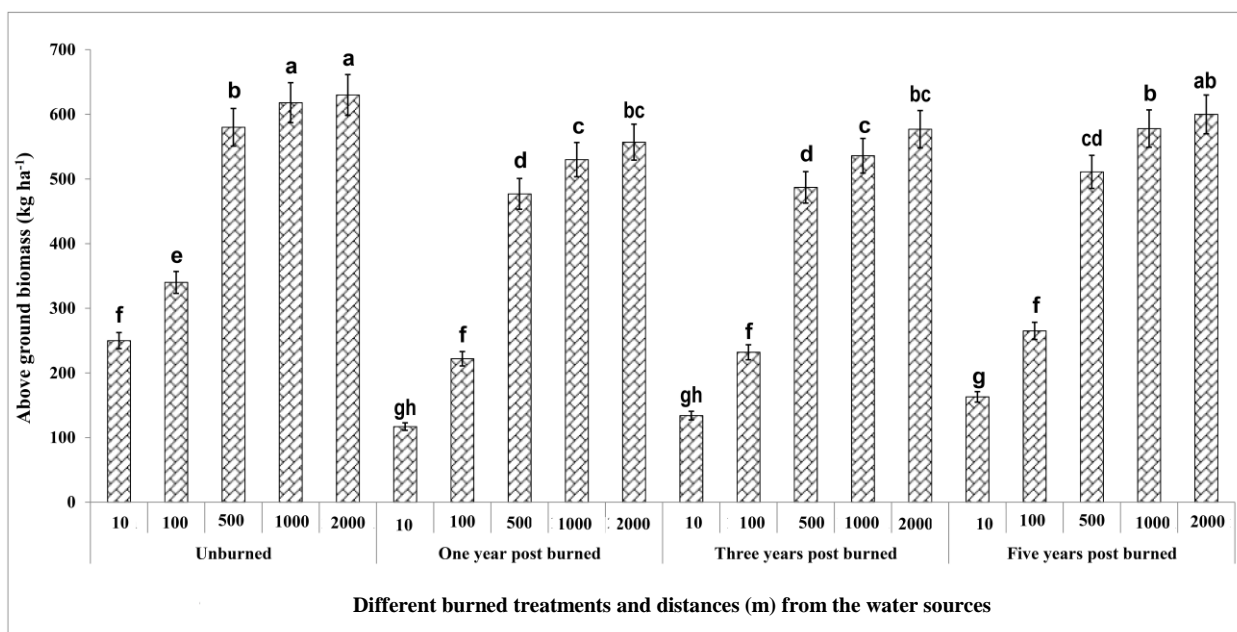 Above ground biomass (kg ha⁻¹)
700
600
500
400
300
200
100
0
f
e
b
a
a
gh
f
d
c
bc
gh
f
d
c
bc
g
f
cd
b
ab
10 100 500 1000 2000 10 100 500 1000 2000 10 100 500 1000 2000 10 100 500 1000 2000
Unburned One year post burned Three years post burned Five years post burned
Different burned treatments and distances (m) from the water sources